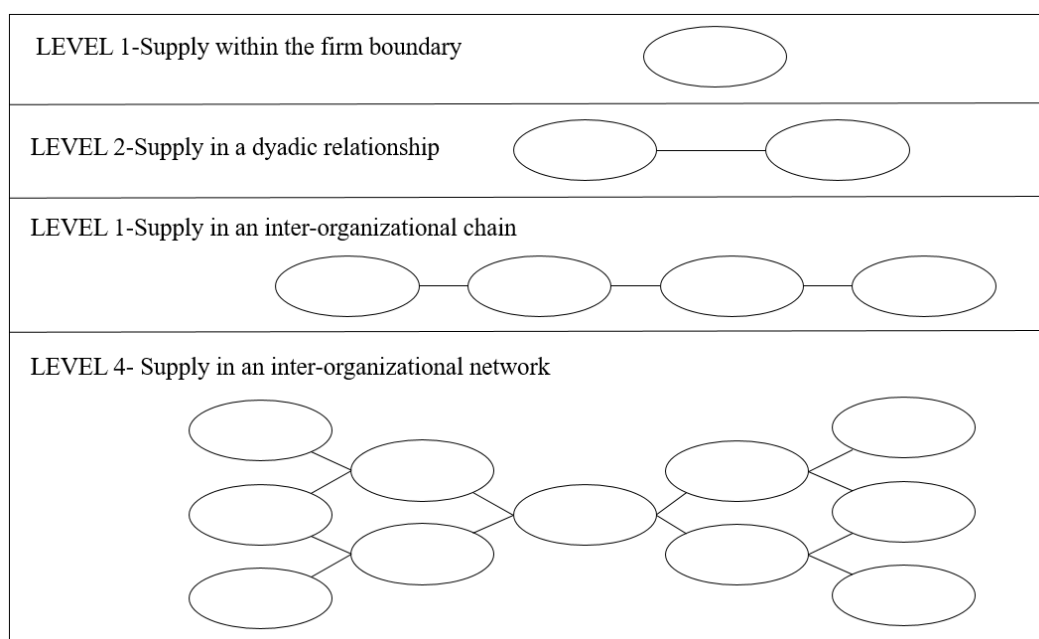 LEVEL 1-Supply within the firm boundary
LEVEL 2-Supply in a dyadic relationship
LEVEL 1-Supply in an inter-organizational chain
LEVEL 4- Supply in an inter-organizational network